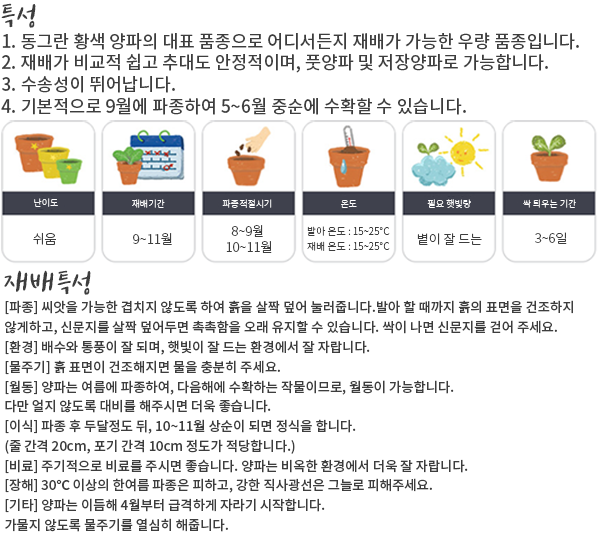 특성
1. 동그란 황색 양파의 대표 품종으로 어디서든지 재배가 가능한 우량 품종입니다.
2. 재배가 비교적 쉽고 추대도 안정적이며, 풋양파 및 저장양파로 가능합니다.
3. 수송성이 뛰어납니다.
4. 기본적으로 9월에 파종하여 5~6월 중순에 수확할 수 있습니다.
난이도 재배기간 파종적절시기 온도 필요 햇빛량 싹 틔우는 기간
쉬움 9~11월 8~9월 10~11월 발아 온도 : 15~25°C 재배 온도 : 15~25°C 볕이 잘 드는 3~6일
재배특성
[파종] 씨앗을 가능한 겹치지 않도록 하여 흙을 살짝 덮어 눌러줍니다.발아 할 때까지 흙의 표면을 건조하지
않게하고, 신문지를 살짝 덮어두면 촉촉함을 오래 유지할 수 있습니다. 싹이 나면 신문지를 걷어 주세요.
[환경] 배수와 통풍이 잘 되며, 햇빛이 잘 드는 환경에서 잘 자랍니다.
[물주기] 흙 표면이 건조해지면 물을 충분히 주세요.
[월동] 양파는 여름에 파종하여, 다음해에 수확하는 작물이므로, 월동이 가능합니다.
다만 얼지 않도록 대비를 해주시면 더욱 좋습니다.
[이식] 파종 후 두달정도 뒤, 10~11월 상순이 되면 정식을 합니다.
(줄 간격 20cm, 포기 간격 10cm 정도가 적당합니다.)
[비료] 주기적으로 비료를 주시면 좋습니다. 양파는 비옥한 환경에서 더욱 잘 자랍니다.
[장해] 30℃ 이상의 한여름 파종은 피하고, 강한 직사광선은 그늘로 피해주세요.
[기타] 양파는 이듬해 4월부터 급격하게 자라기 시작합니다.
가물지 않도록 물주기를 열심히 해줍니다.